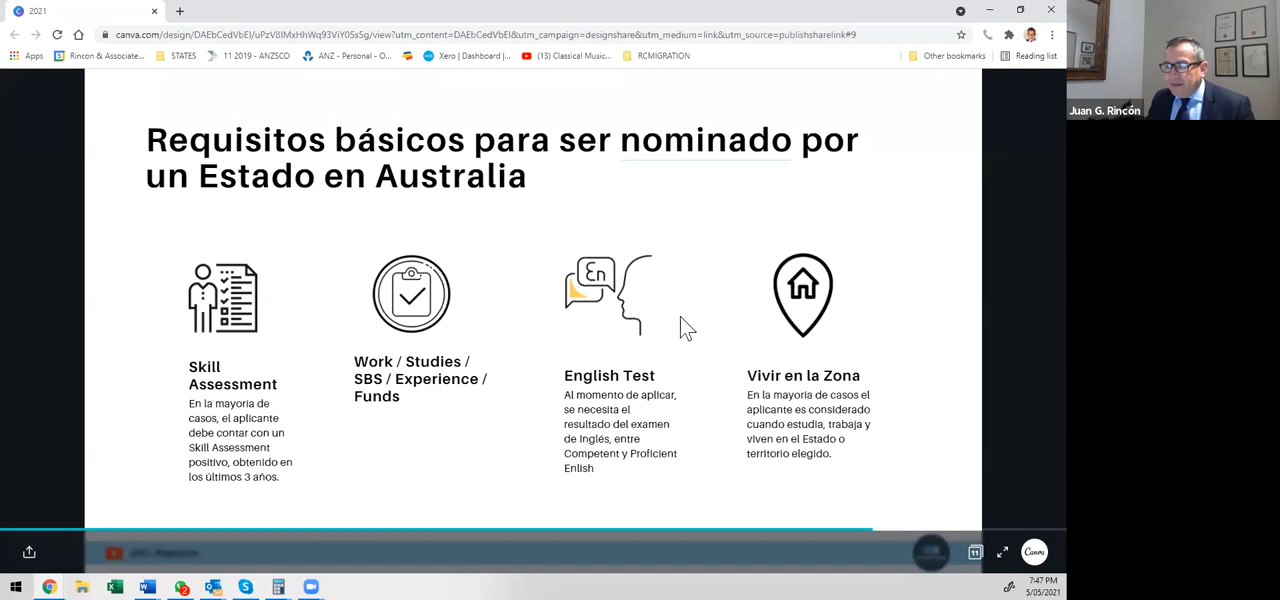 2021
canva.com/design/DAEbCedVbEI/uPzV8IMxHhWq93ViY05s5g/view?utm_content=DAEbCedVbEI&utm_campaign=designshare&utm_medium=link&utm_source=publishsharelink#9
Apps
Rincon & Associate...
STATES
11 2019 - ANZSCO
ANZ - Personal - O...
Xero | Dashboard |...
(13) Classical Music...
RCMIGRATION
Other bookmarks
Reading list
Juan G. Rincón
Requisitos básicos para ser nominado por
un Estado en Australia
En
Skill
Assessment
En la mayoría de
casos, el aplicante
debe contar con un
Skill Assessment
positivo, obtenido en
los últimos 3 años.
Work / Studies /
SBS / Experience /
Funds
English Test
Al momento de aplicar,
se necesita el
resultado del examen
de Inglés, entre
Competent y Proficient
Enlish
Vivir en la Zona
En la mayoría de casos el
aplicante es considerado
cuando estudia, trabaja y
viven en el Estado o
territorio elegido.
11
Canva
2
7:47 PM
5/05/2021